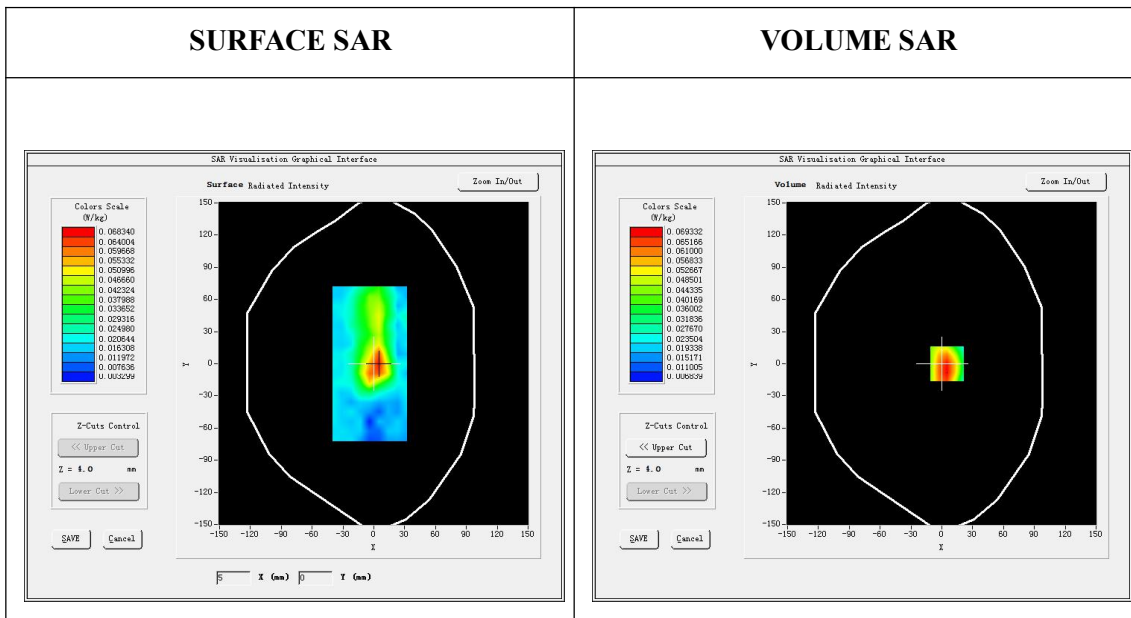 SURFACE SAR
VOLUME SAR
SAR Visualisation Graphical Interface
Surface Radiated Intensity
Zoom In/Out
Colors Scale
(W/kg)
0.068340
0.064004
0.059668
0.055332
0.050996
0.046660
0.042324
0.037988
0.033652
0.029316
0.024980
0.020644
0.016308
0.011972
0.007636
0.003299
150
90
60
30
0
-30
-60
-90
-120
-150
Y
-150 -120 -90 -60 -30 0 30 60 90 120 150
X
Z-Cuts Control
<< Upper Cut
Z = 4.0 mm
Lower Cut >>
SAVE
Cancel
5 X (mm) 0 Y (mm)
SAR Visualisation Graphical Interface
Volume Radiated Intensity
Zoom In/Out
Colors Scale
(W/kg)
0.069332
0.065166
0.061000
0.056833
0.052667
0.048501
0.044335
0.040169
0.036002
0.031836
0.027670
0.023504
0.019338
0.015171
0.011005
0.006839
150
90
60
30
0
-30
-60
-90
-120
-150
Y
-150 -120 -90 -60 -30 0 30 60 90 120 150
X
Z-Cuts Control
<< Upper Cut
Z = 4.0 mm
Lower Cut >>
SAVE
Cancel